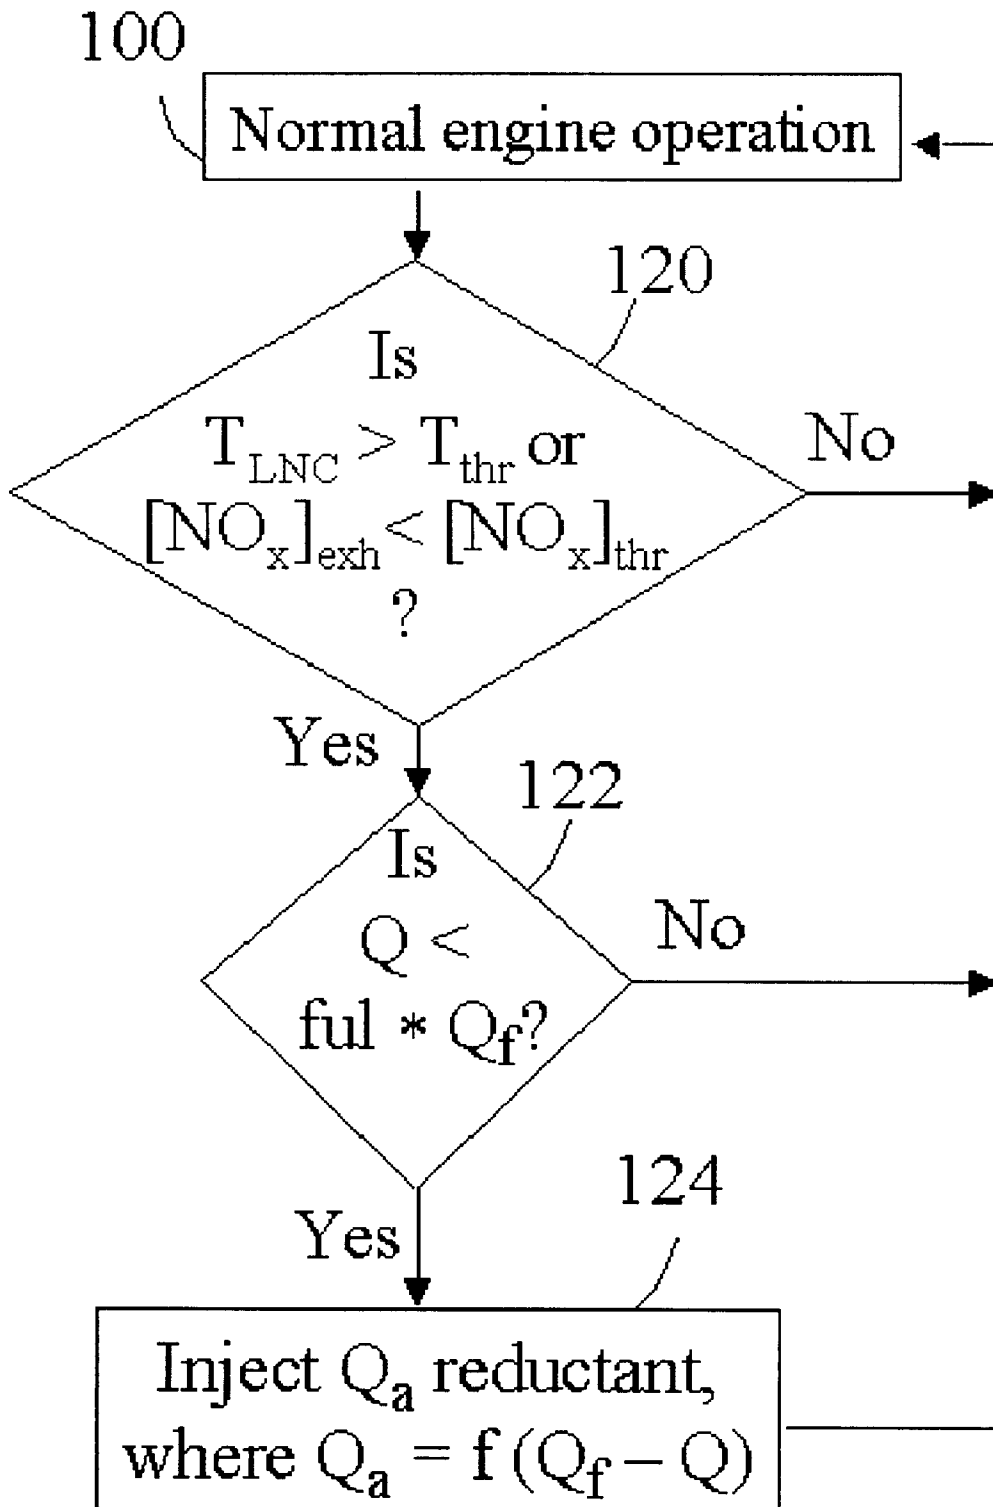 100
Normal engine operation
120
Is
T_LNC > T_thr or
[NO_x]_exh < [NO_x]_thr
?
No
Yes
122
Is
Q <
ful * Q_f?
No
Yes
124
Inject Q_a reductant,
where Q_a = f (Q_f – Q)